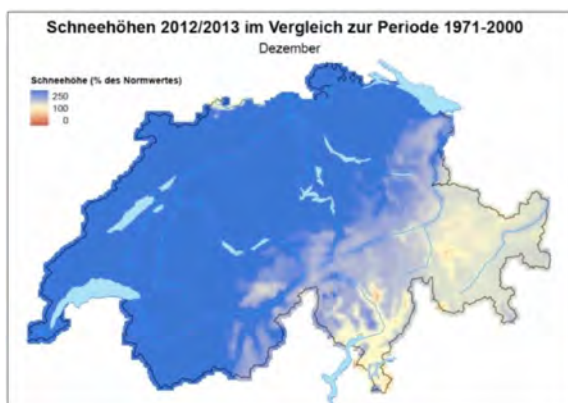 Schneehöhen 2012/2013 im Vergleich zur Periode 1971-2000
Dezember
Schneehöhe (% des Normwertes)
250
100
0